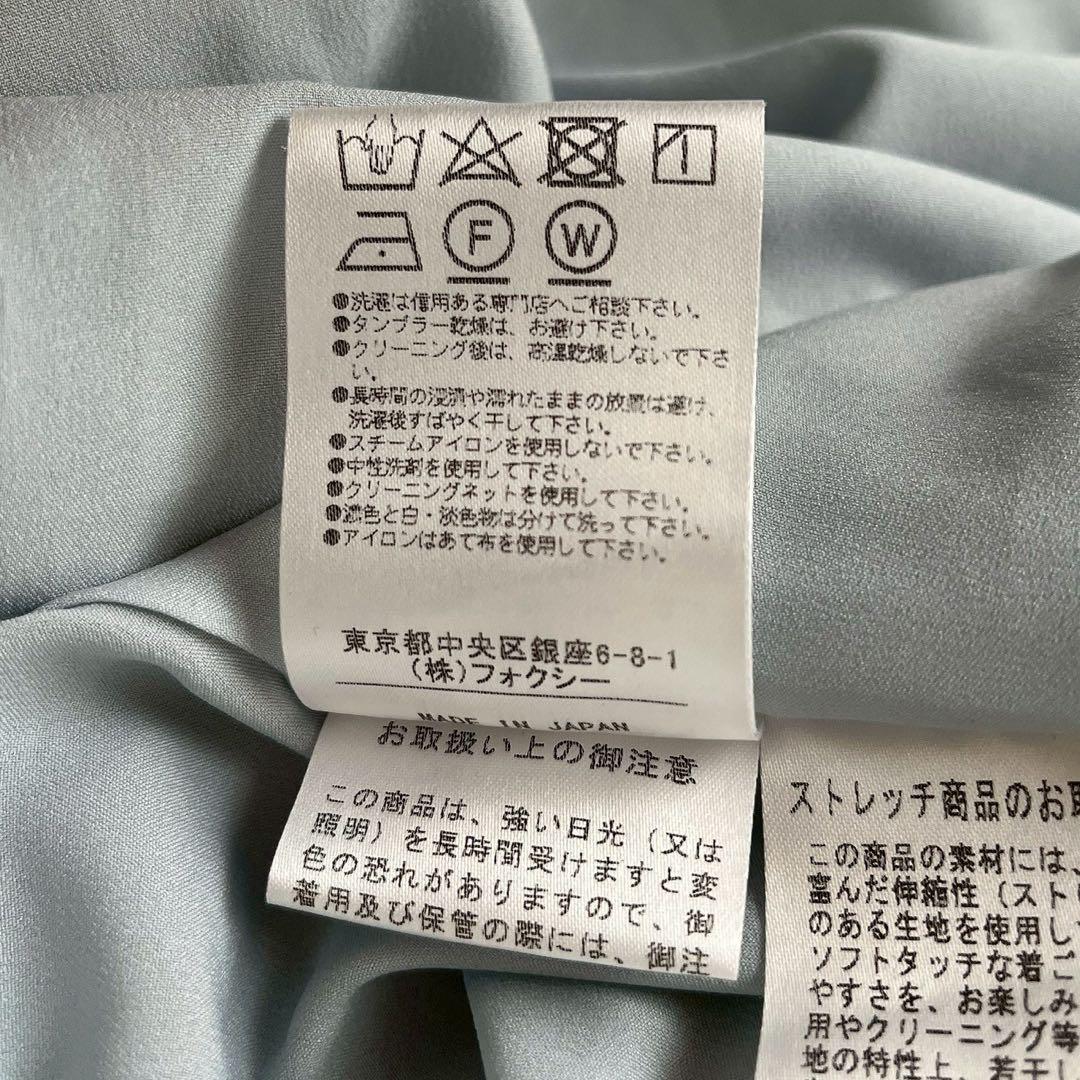 F W
●洗濯は信用ある専門店へご相談下さい。
●タンブラー乾燥は、お避け下さい。
●クリーニング後は、高温乾燥しないで下さ
い。
●長時間の浸漬や濡れたままの放置は避け、
洗濯後すばやく干して下さい。
●スチームアイロンを使用しないで下さい。
●中性洗剤を使用して下さい。
●クリーニングネットを使用して下さい。
●濃色と白・淡色物は分けて洗って下さい。
●アイロンはあて布を使用して下さい。
東京都中央区銀座6-8-1
(株)フォクシー
MADE IN JAPAN
お取扱い上の御注意
この商品は、強い日光(又は
照明)を長時間受けますと変
色の恐れがありますので、御
着用及び保管の際には、御注
ストレッチ商品のお取
この商品の素材には、
富んだ伸縮性(ストレ
のある生地を使用して
ソフトタッチな着ご
やすさを、お楽しみ
用やクリーニング等
地の特性上、若干し